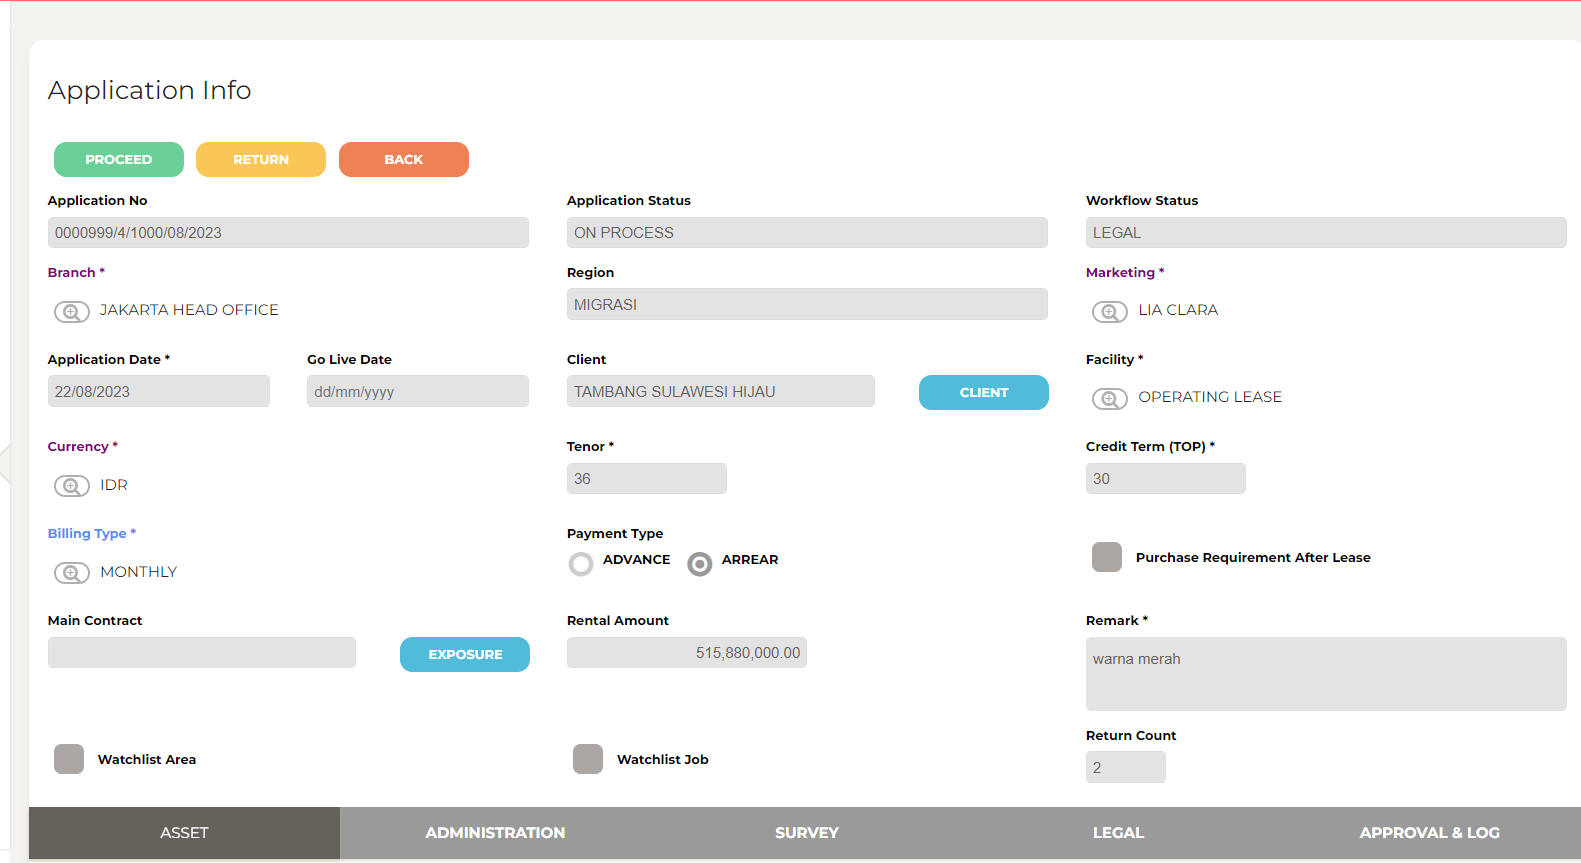 Application Info
PROCEED RETURN BACK
Application No Application Status Workflow Status
0000999/4/1000/08/2023 ON PROCESS LEGAL
Branch * Region Marketing *
JAKARTA HEAD OFFICE MIGRASI LIA CLARA
Application Date * Go Live Date Client Facility *
22/08/2023 dd/mm/yyyy TAMBANG SULAWESI HIJAU CLIENT OPERATING LEASE
Currency * Tenor * Credit Term (TOP) *
IDR 36 30
Billing Type * Payment Type
MONTHLY ADVANCE ARREAR Purchase Requirement After Lease
Main Contract Rental Amount Remark *
EXPOSURE 515,880,000.00 warna merah
Return Count
Watchlist Area Watchlist Job 2
ASSET ADMINISTRATION SURVEY LEGAL APPROVAL & LOG